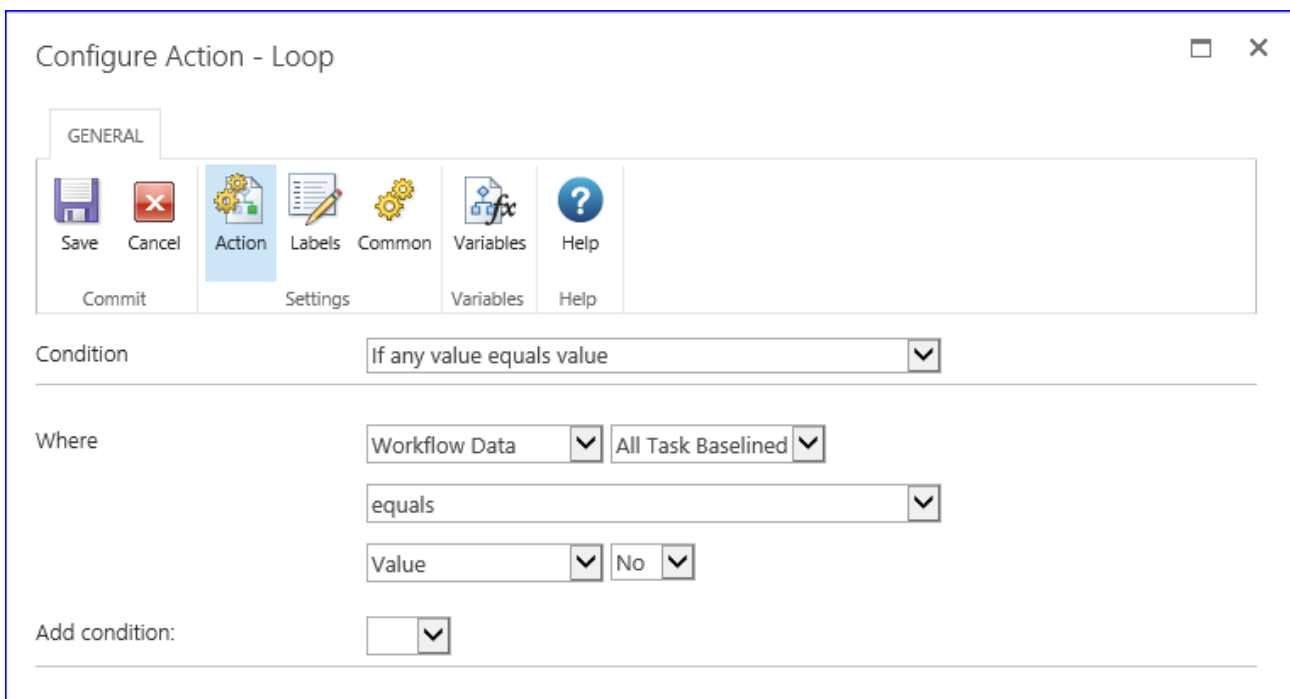 Configure Action - Loop
GENERAL
Save Cancel Action Labels Common Variables Help
Commit Settings Variables Help
Condition If any value equals value
Where Workflow Data All Task Baselined
equals
Value No
Add condition: